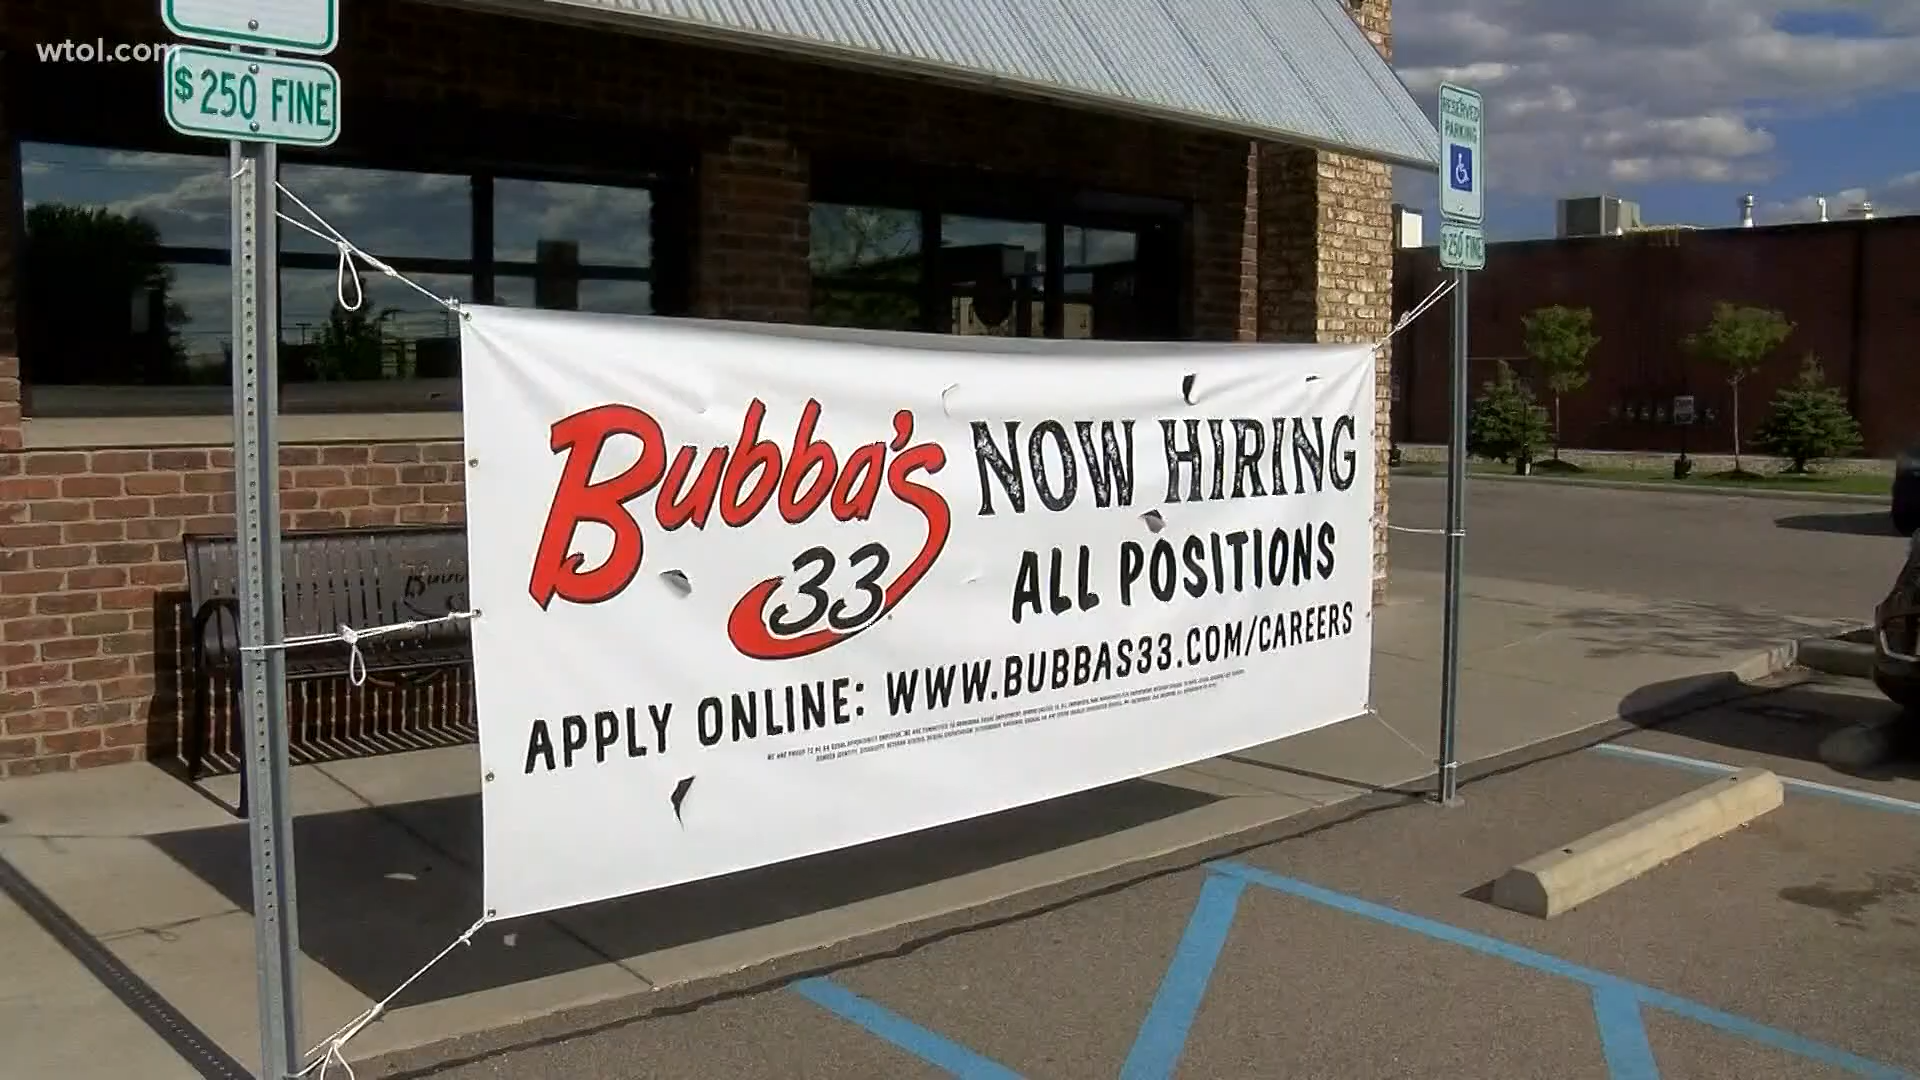 wtol.com
$250 FINE
RESERVED
PARKING
$250 FINE
Bubba's
33
NOW HIRING
ALL POSITIONS
APPLY ONLINE: WWW.BUBBAS33.COM/CAREERS